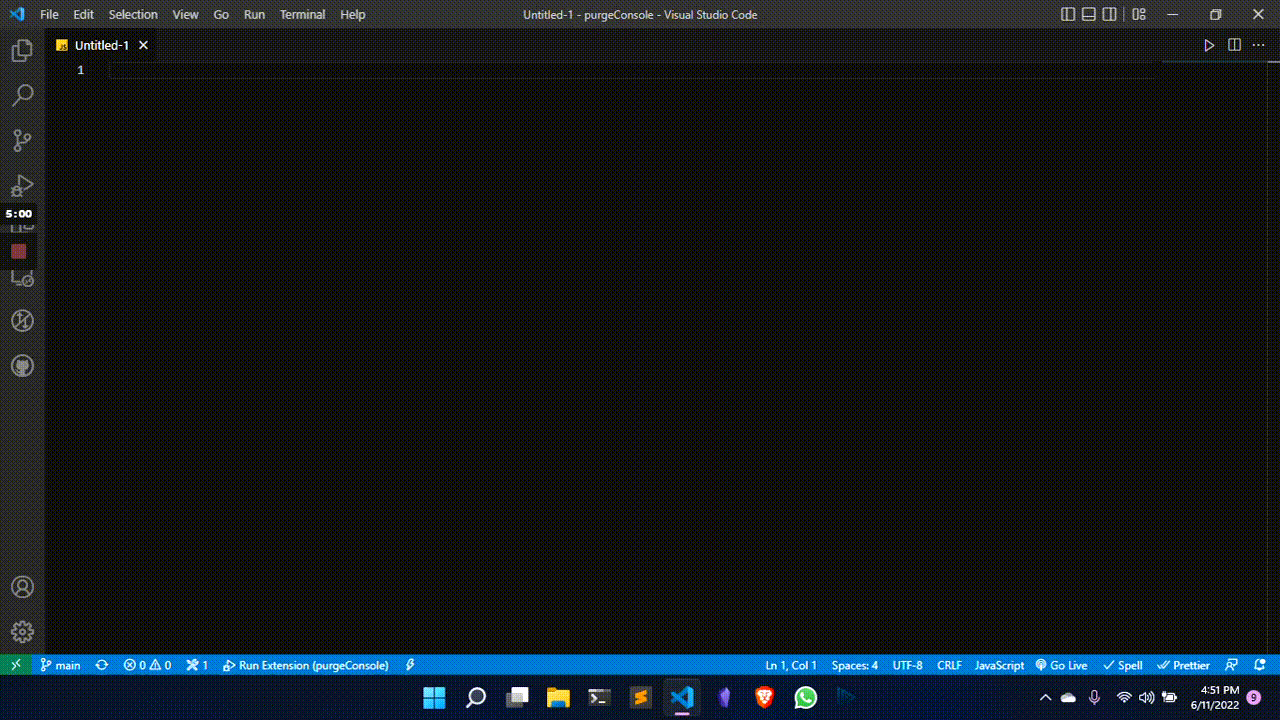 File Edit Selection View Go Run Terminal Help Untitled-1 - purgeConsole - Visual Studio Code
JS Untitled-1
1
5:00
main 0 0 1 Run Extension (purgeConsole) Ln 1, Col 1 Spaces: 4 UTF-8 CRLF JavaScript Go Live Spell Prettier
4:51 PM
6/11/2022 9